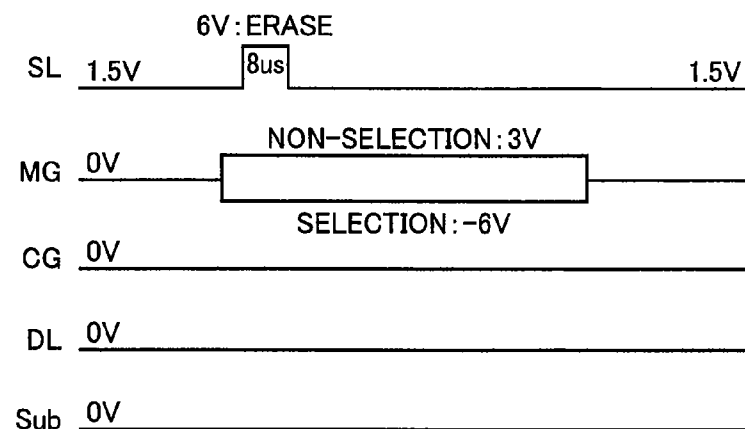 6V:ERASE
SL 1.5V 8us 1.5V
NON-SELECTION:3V
MG 0V
SELECTION:-6V
CG 0V
DL 0V
Sub 0V